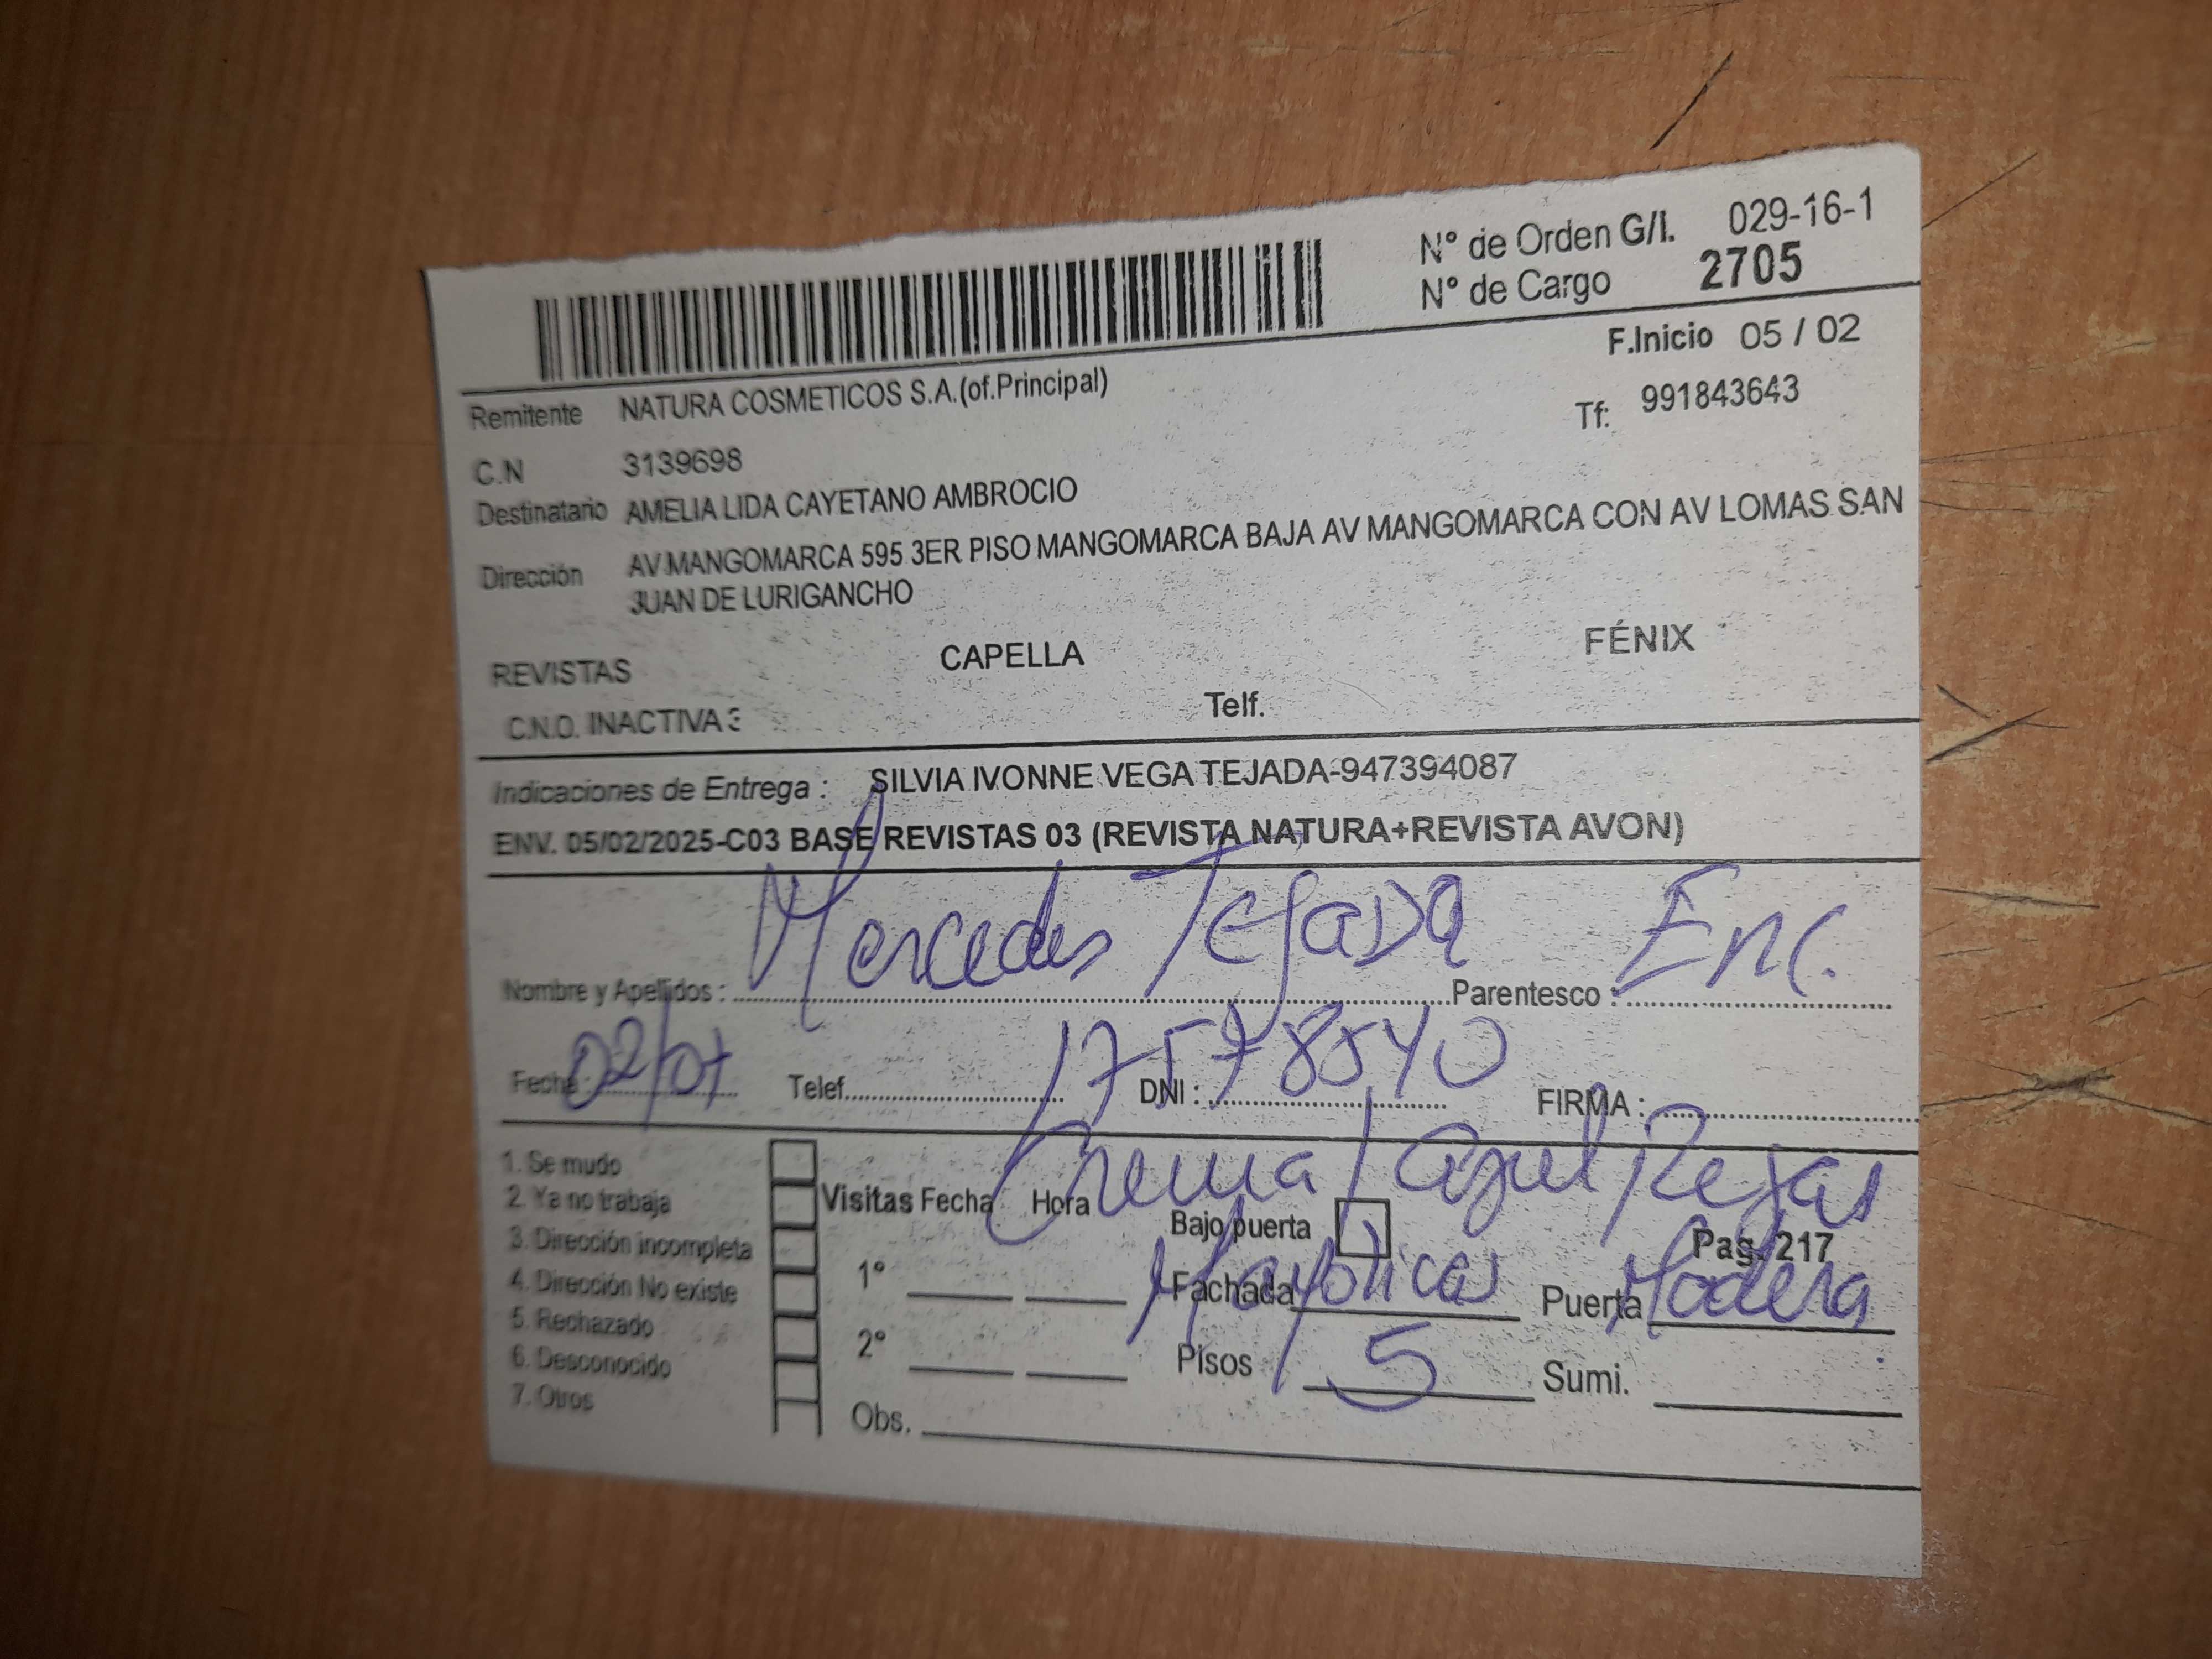 Nº de Orden G/I. 029-16-1
Nº de Cargo 2705
F.Inicio 05 / 02
Remitente NATURA COSMETICOS S.A.(of.Principal)
Tf: 991843643
C.N 3139698
Destinatario AMELIA LIDA CAYETANO AMBROCIO
Dirección AV.MANGOMARCA 595 3ER PISO MANGOMARCA BAJA AV MANGOMARCA CON AV LOMAS SAN
JUAN DE LURIGANCHO
REVISTAS CAPELLA FÉNIX
C.N.O. INACTIVA 3 Telf.
Indicaciones de Entrega : SILVIA IVONNE VEGA TEJADA-947394087
ENV. 05/02/2025-C03 BASE REVISTAS 03 (REVISTA NATURA+REVISTA AVON)
Nombre y Apellidos : Mercedes Tejada Parentesco : Enc.
Fecha : 02/07 Telef. DNI : 17578540 FIRMA :
Crema / Azul Rejas
1. Se mudo
2. Ya no trabaja Visitas Fecha Hora Bajo puerta Pag. 217
3. Dirección incompleta
4. Dirección No existe 1º Fachada Mayolicas Puerta Madera
5. Rechazado
6. Desconocido 2º Pisos 5 Sumi.
7. Otros Obs.